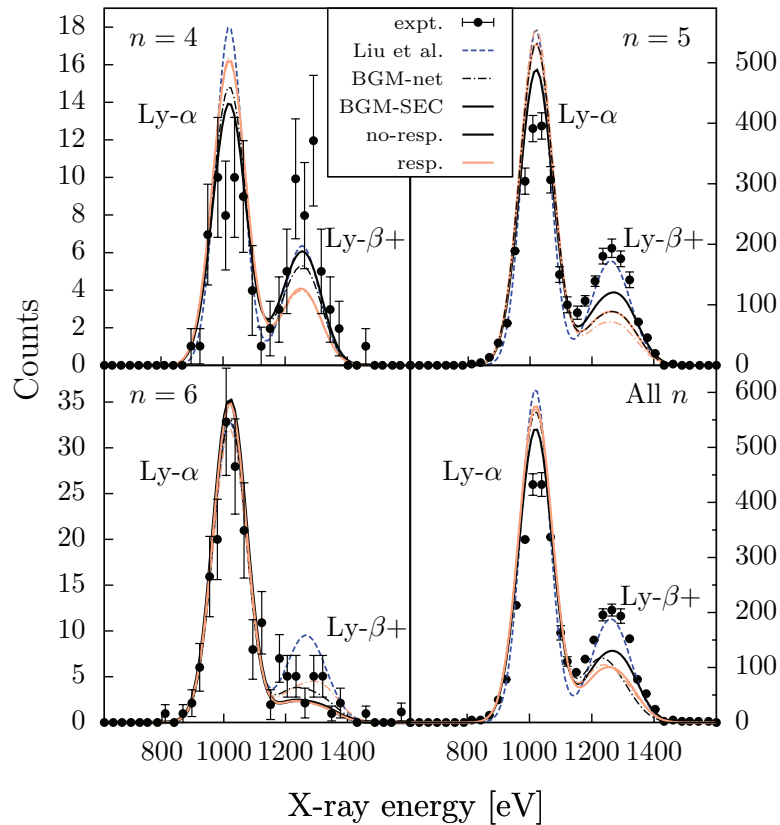 expt.
Liu et al.
BGM-net
BGM-SEC
no-resp.
resp.
n = 4
Ly-α
Ly-β+
18
16
14
12
10
8
6
4
2
0
n = 5
Ly-α
Ly-β+
500
400
300
200
100
0
Counts
n = 6
Ly-α
Ly-β+
35
30
25
20
15
10
5
0
All n
Ly-α
Ly-β+
600
500
400
300
200
100
0
800 1000 1200 1400
800 1000 1200 1400
X-ray energy [eV]